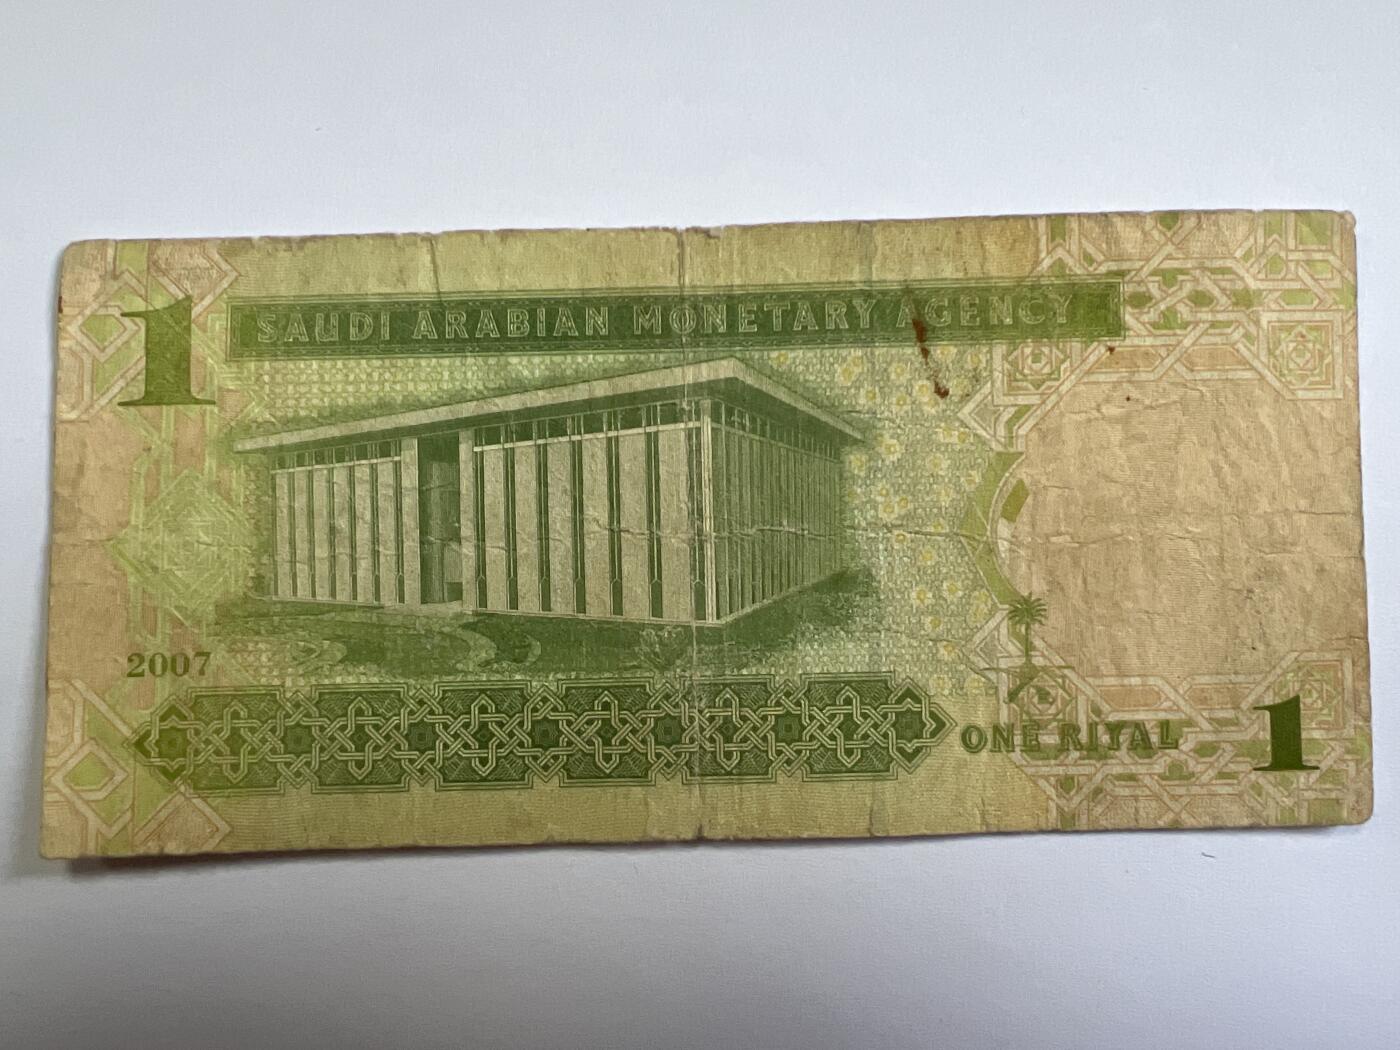 1
SAUDI ARABIAN MONETARY AGENCY
2007
ONE RIYAL
1